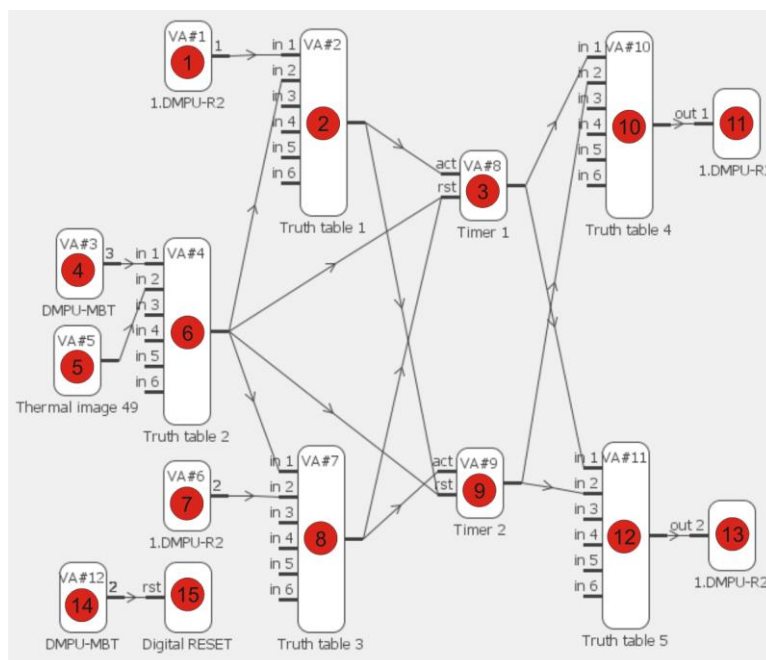 VA#1
1
1
1.DMPU-R2
VA#2
in 1
in 2
in 3
in 4
in 5
in 6
2
Truth table 1
VA#8
act
rst
3
Timer 1
VA#10
in 1
in 2
in 3
in 4
in 5
in 6
10
Truth table 4
out 1
11
1.DMPU-R2
VA#3
4
3
DMPU-MBT
VA#5
5
Thermal image 49
VA#4
in 1
in 2
in 3
in 4
in 5
in 6
6
Truth table 2
VA#6
7
2
1.DMPU-R2
VA#7
in 1
in 2
in 3
in 4
in 5
in 6
8
Truth table 3
VA#9
act
rst
9
Timer 2
VA#11
in 1
in 2
in 3
in 4
in 5
in 6
12
Truth table 5
out 2
13
1.DMPU-R2
VA#12
14
2
DMPU-MBT
rst
15
Digital RESET